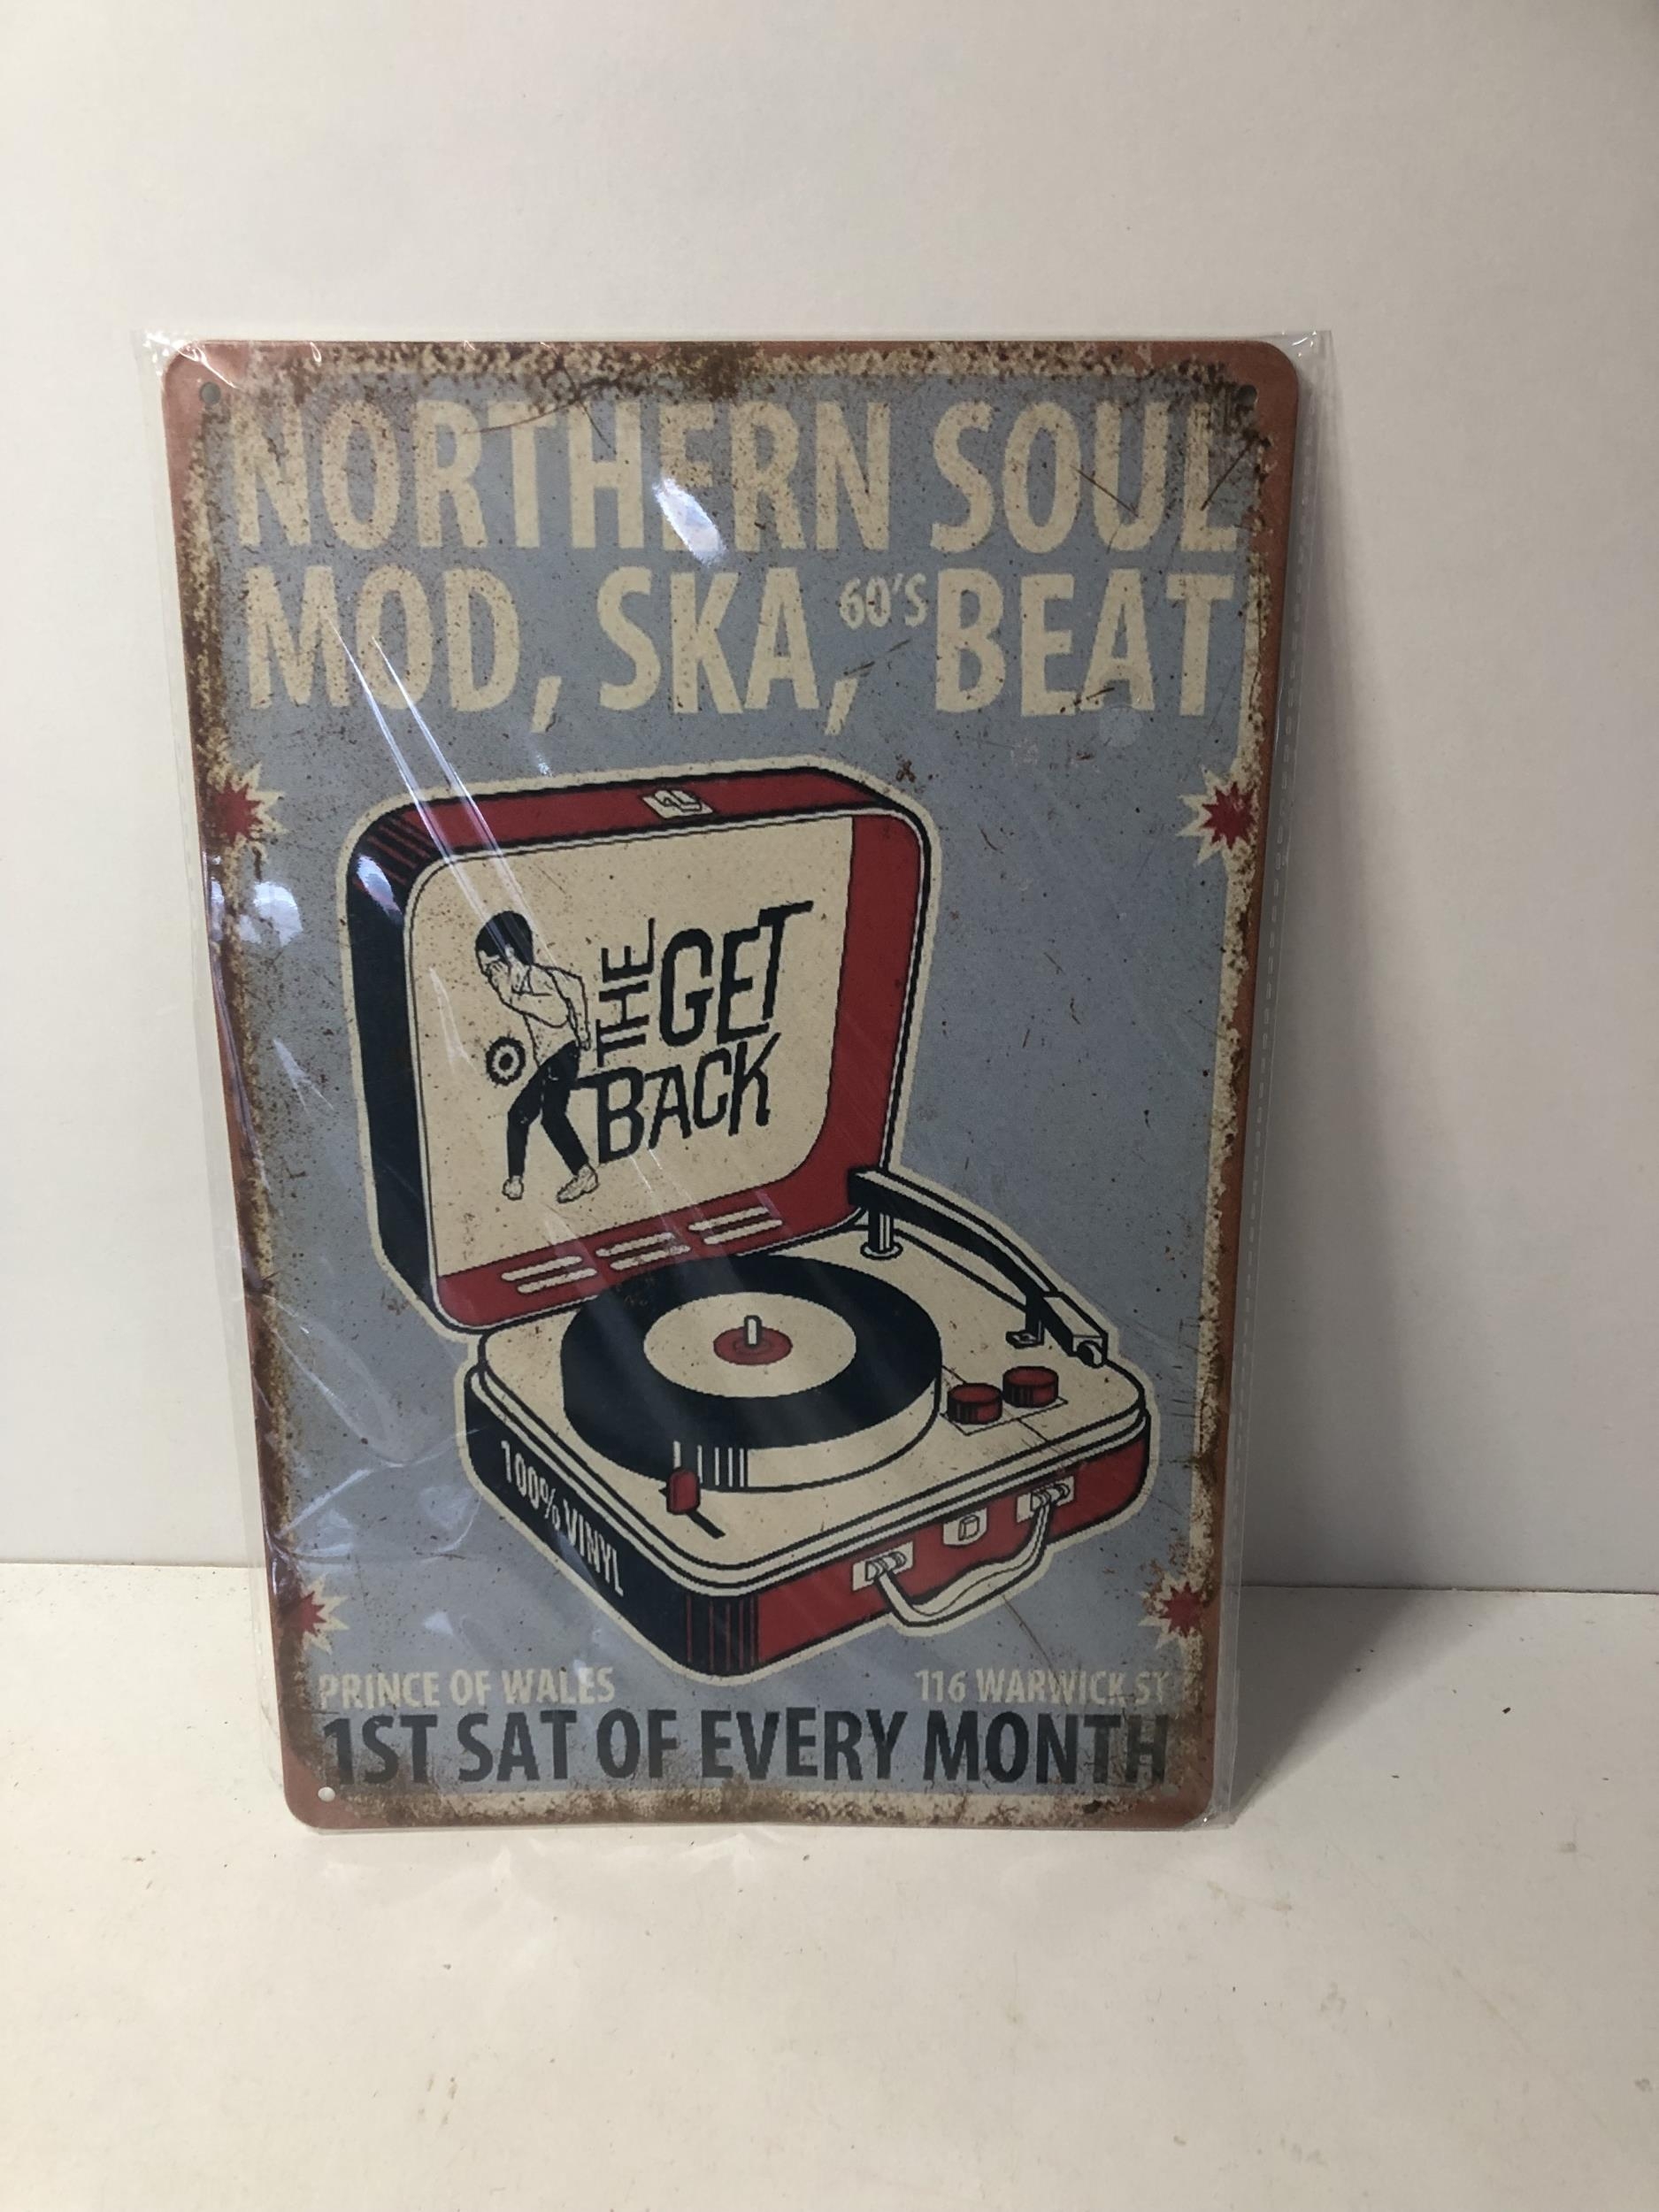 NORTHERN SOUL
MOD, SKA, 60'S BEAT
THE GET
BACK
100% VINYL
PRINCE OF WALES 116 WARWICK ST
1ST SAT OF EVERY MONTH